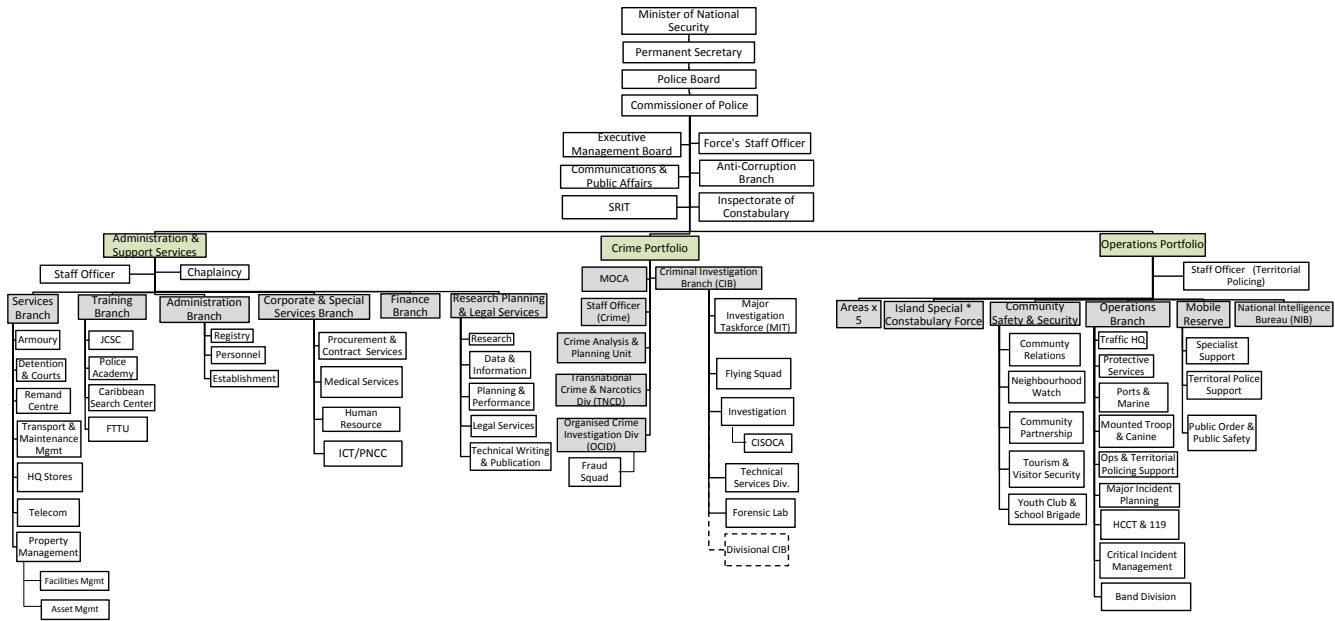 Minister of National
Security
Permanent Secretary
Police Board
Commissioner of Police
Executive
Management Board
Force's Staff Officer
Communications &
Public Affairs
Anti-Corruption
Branch
SRIT
Inspectorate of
Constabulary
Administration &
Support Services
Staff Officer
Chaplaincy
Services
Branch
Armoury
Detention
& Courts
Remand
Centre
Transport &
Maintenance
Mgmt
HQ Stores
Telecom
Property
Management
Facilities Mgmt
Asset Mgmt
Training
Branch
JCSC
Police
Academy
Caribbean
Search Center
FTTU
Administration
Branch
Registry
Personnel
Establishment
Corporate & Special
Services Branch
Procurement &
Contract Services
Medical Services
Human
Resource
ICT/PNCC
Finance
Branch
Research Planning
& Legal Services
Research
Data &
Information
Planning &
Performance
Legal Services
Technical Writing
& Publication
Crime Portfolio
MOCA
Staff Officer
(Crime)
Crime Analysis &
Planning Unit
Transnational
Crime & Narcotics
Div (TNCD)
Organised Crime
Investigation Div
(OCID)
Fraud
Squad
Criminal Investigation
Branch (CIB)
Major
Investigation
Taskforce (MIT)
Flying Squad
Investigation
CISOCA
Technical
Services Div.
Forensic Lab
Divisional CIB
Operations Portfolio
Staff Officer (Territorial
Policing)
Areas x
5
Island Special *
Constabulary Force
Community
Safety & Security
Community
Relations
Neighbourhood
Watch
Community
Partnership
Tourism &
Visitor Security
Youth Club &
School Brigade
Operations
Branch
Traffic HQ
Protective
Services
Ports &
Marine
Mounted Troop
& Canine
Ops & Territorial
Policing Support
Major Incident
Planning
HCCT & 119
Critical Incident
Management
Band Division
Mobile
Reserve
Specialist
Support
Territoral Police
Support
Public Order &
Public Safety
National Intelligence
Bureau (NIB)